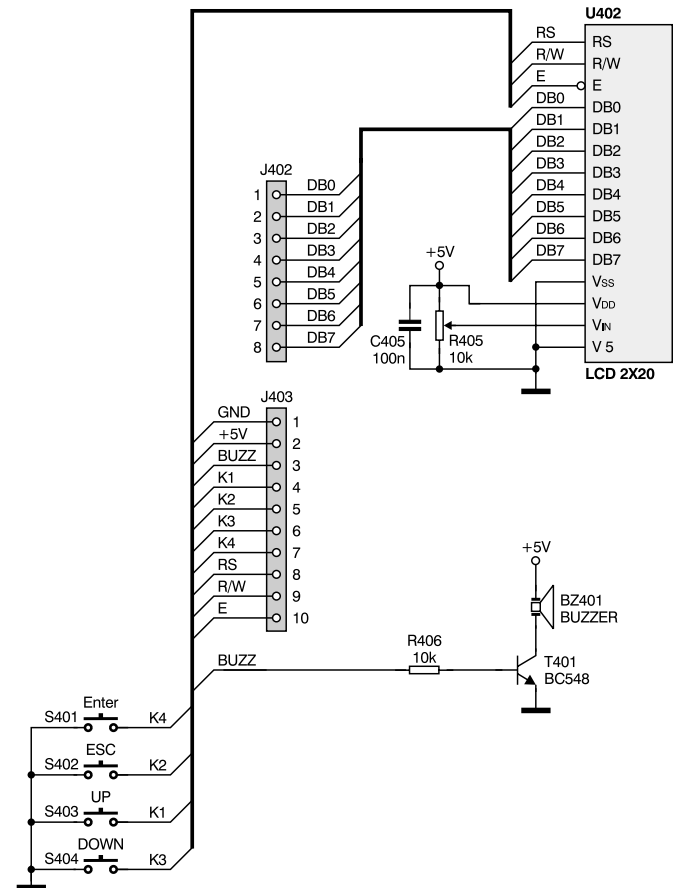 U402
RS
R/W
E
DB0
DB1
DB2
DB3
DB4
DB5
DB6
DB7
RS
R/W
E
DB0
DB1
DB2
DB3
DB4
DB5
DB6
DB7
VSS
VDD
VIN
V 5
LCD 2X20
J402
1 DB0
2 DB1
3 DB2
4 DB3
5 DB4
6 DB5
7 DB6
8 DB7
+5V
C405
100n
R405
10k
J403
GND 1
+5V 2
BUZZ 3
K1 4
K2 5
K3 6
K4 7
RS 8
R/W 9
E 10
+5V
BZ401
BUZZER
BUZZ
R406
10k
T401
BC548
Enter
S401 K4
ESC
S402 K2
UP
S403 K1
DOWN
S404 K3